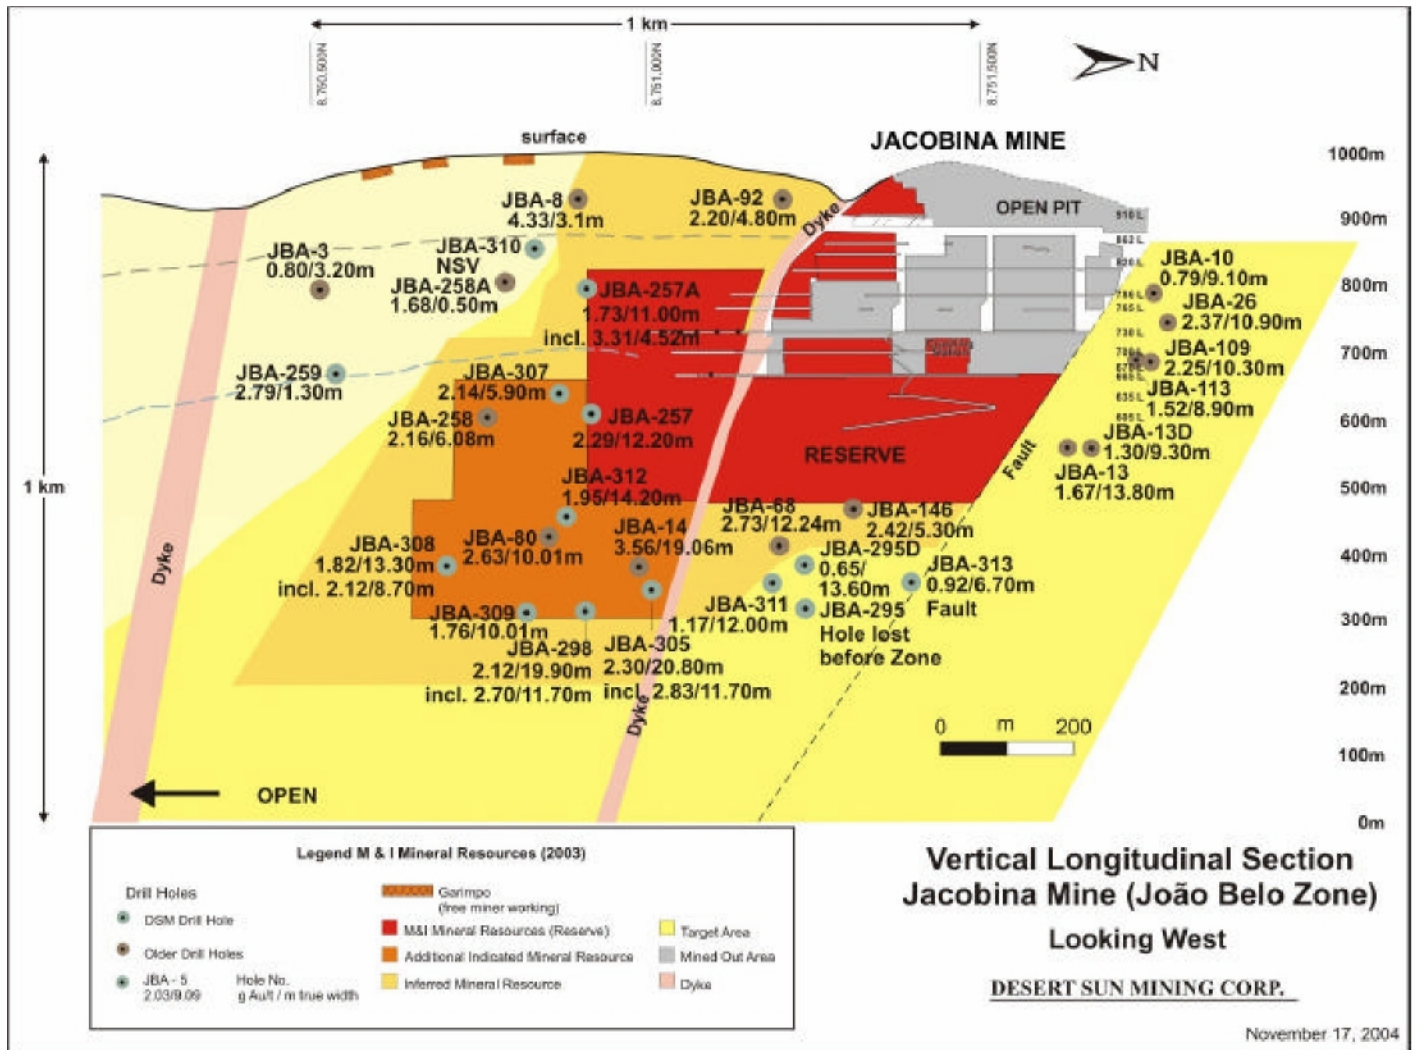 1 km
8,750,500N
8,751,000N
8,751,500N
N
surface
JACOBINA MINE
1000m
900m
800m
700m
600m
500m
400m
300m
200m
100m
0m
1 km
JBA-8
4.33/3.1m
JBA-92
2.20/4.80m
Dyke
OPEN PIT
910 L
JBA-3
0.80/3.20m
JBA-310
NSV
JBA-258A
1.68/0.50m
JBA-257A
1.73/11.00m
incl. 3.31/4.52m
820 L
765 L
730 L
665 L
635 L
605 L
JBA-10
0.79/9.10m
JBA-26
2.37/10.90m
JBA-109
2.25/10.30m
JBA-113
1.52/8.90m
JBA-13D
1.30/9.30m
JBA-13
1.67/13.80m
JBA-259
2.79/1.30m
JBA-307
2.14/5.90m
JBA-258
2.16/6.08m
JBA-257
2.29/12.20m
RESERVE
Fault
JBA-312
1.95/14.20m
JBA-68
2.73/12.24m
JBA-146
2.42/5.30m
JBA-14
3.56/19.06m
JBA-80
2.63/10.01m
JBA-308
1.82/13.30m
incl. 2.12/8.70m
Dyke
JBA-295D
0.65/
13.60m
JBA-313
0.92/6.70m
Fault
JBA-311
1.17/12.00m
JBA-295
Hole lost
before Zone
JBA-309
1.76/10.01m
JBA-298
2.12/19.90m
incl. 2.70/11.70m
JBA-305
2.30/20.80m
incl. 2.83/11.70m
Dyke
0 m 200
OPEN
Legend M & I Mineral Resources (2003)
Drill Holes
DSM Drill Hole
Older Drill Holes
JBA - 5 Hole No.
2.03/9.09 g Au/t / m true width
Garimpo
(free miner working)
M&I Mineral Resources (Reserve)
Additional Indicated Mineral Resource
Inferred Mineral Resource
Target Area
Mined Out Area
Dyke
Vertical Longitudinal Section
Jacobina Mine (João Belo Zone)
Looking West
DESERT SUN MINING CORP.
November 17, 2004